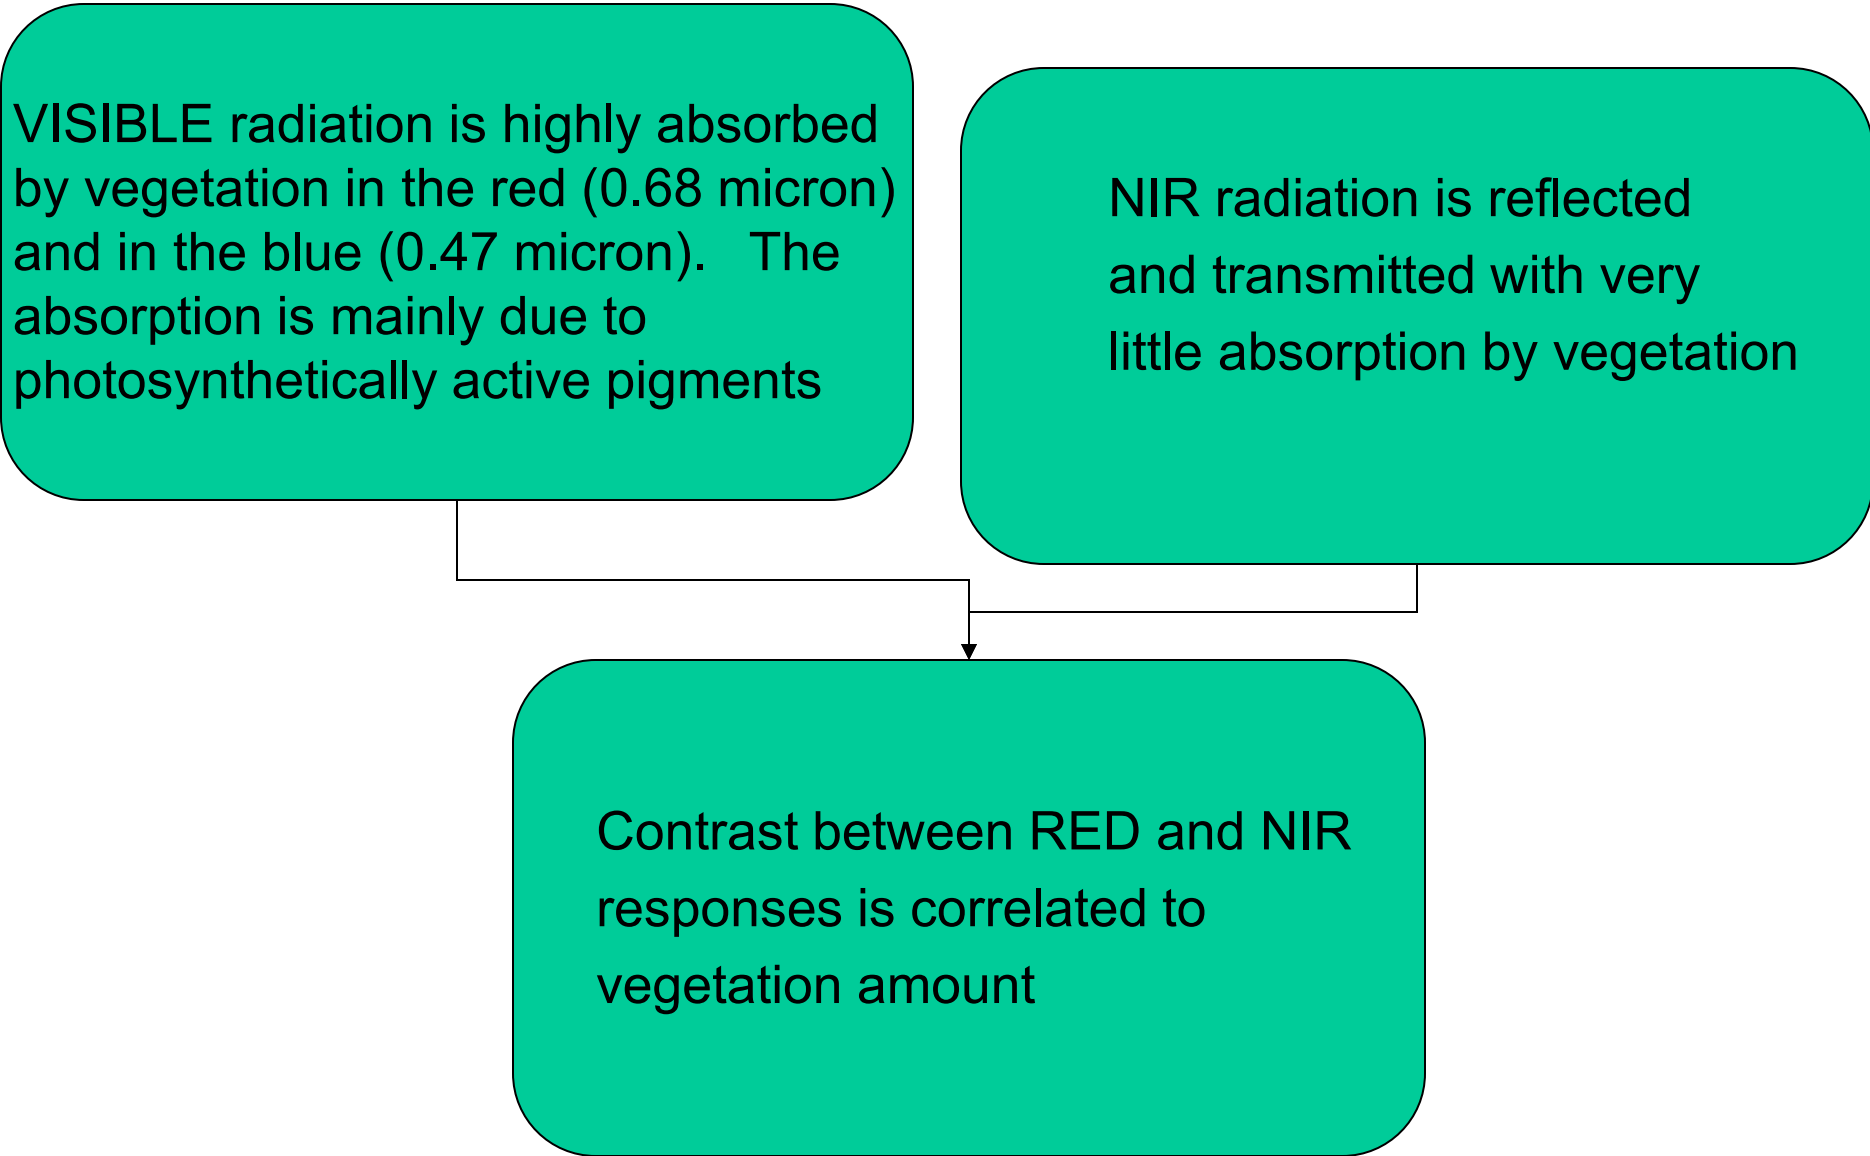 VISIBLE radiation is highly absorbed
by vegetation in the red (0.68 micron)
and in the blue (0.47 micron).   The
absorption is mainly due to
photosynthetically active pigments
NIR radiation is reflected
and transmitted with very
little absorption by vegetation
Contrast between RED and NIR
responses is correlated to
vegetation amount